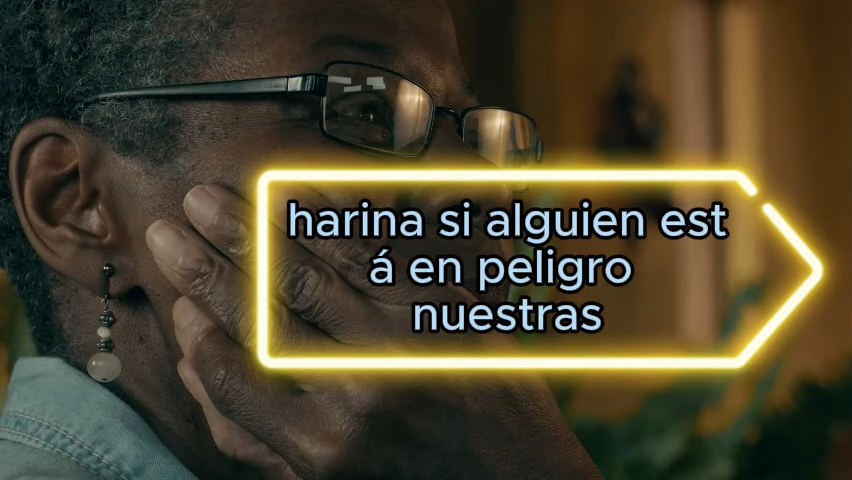 harina si alguien est
á en peligro
nuestras